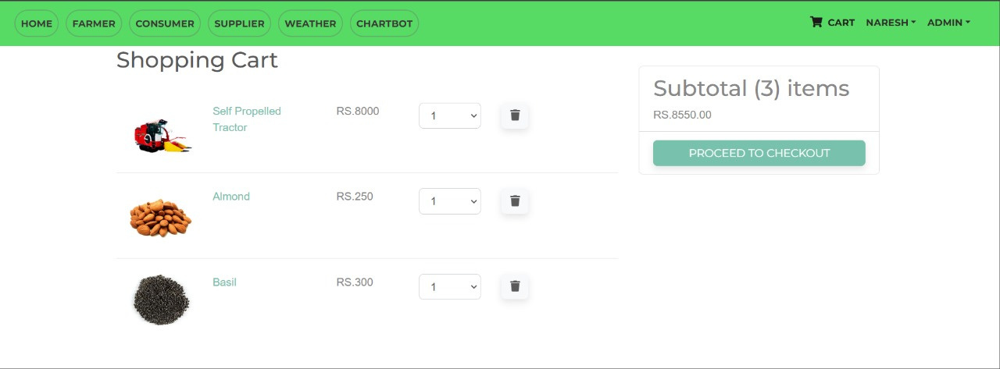 HOME FARMER CONSUMER SUPPLIER WEATHER CHARTBOT CART NARESH ADMIN
Shopping Cart
Self Propelled
Tractor
RS.8000
1
Almond
RS.250
1
Basil
RS.300
1
Subtotal (3) items
RS.8550.00
PROCEED TO CHECKOUT